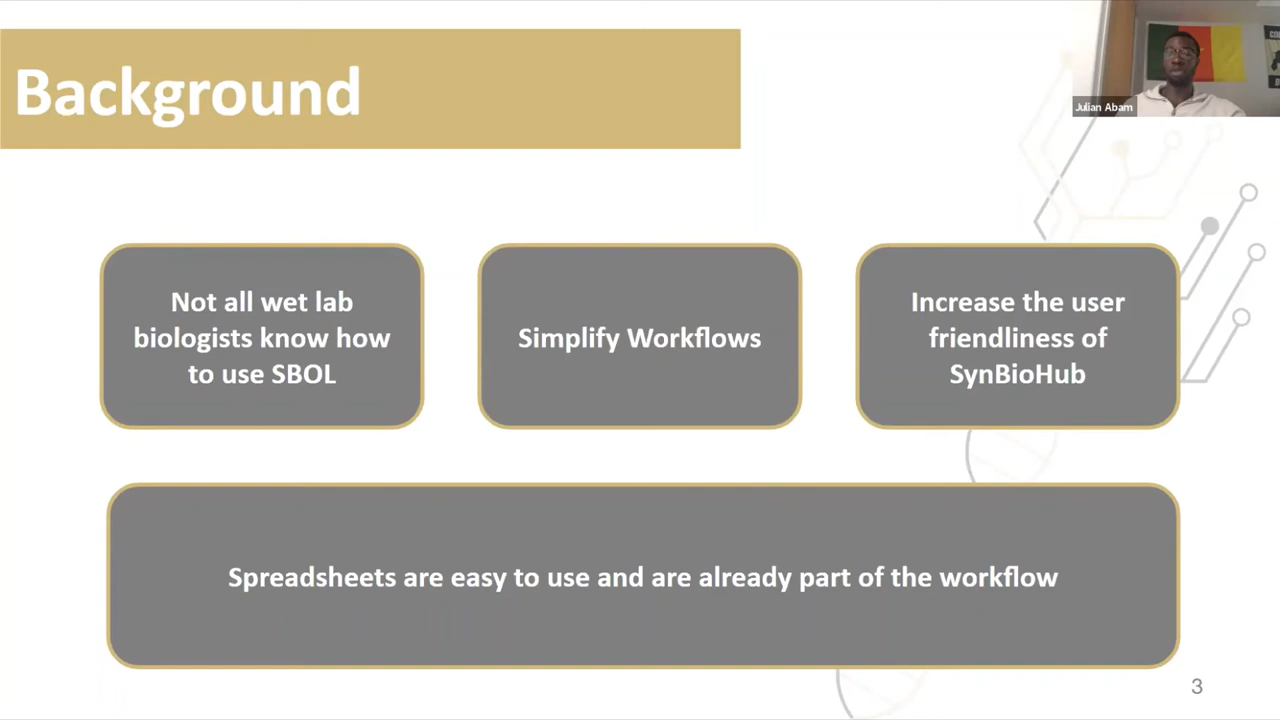 Background
Julian Abam
Not all wet lab
biologists know how
to use SBOL
Simplify Workflows
Increase the user
friendliness of
SynBioHub
Spreadsheets are easy to use and are already part of the workflow
3